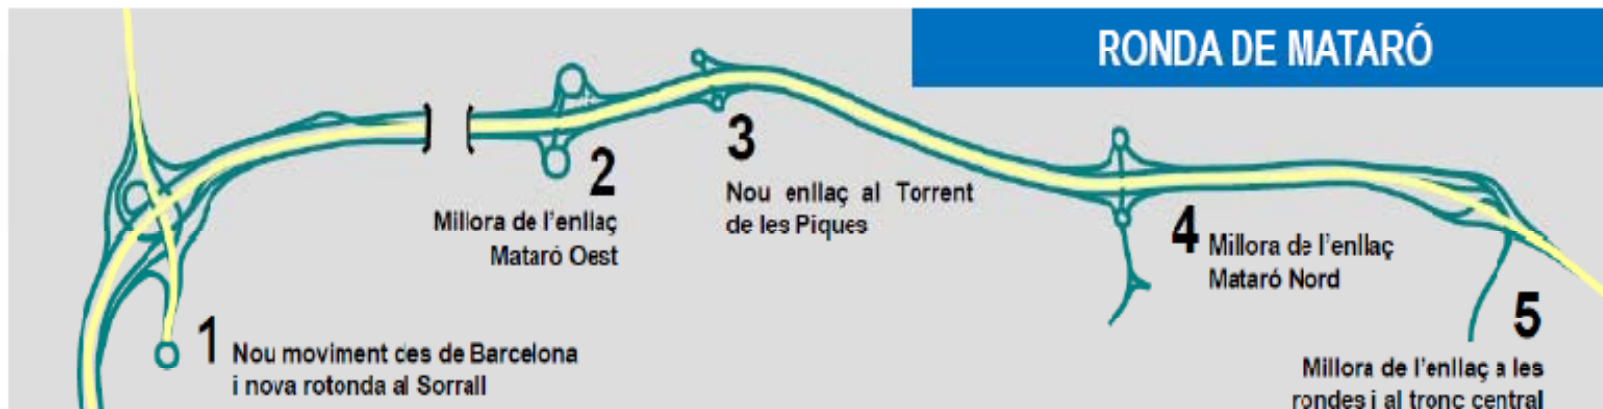 RONDA DE MATARÓ
1 Nou moviment des de Barcelona
i nova rotonda al Sorrall
2
Millora de l'enllaç
Mataró Oest
3
Nou enllaç al Torrent
de les Piques
4 Millora de l'enllaç
Mataró Nord
5
Millora de l'enllaç a les
rondes i al tronc central